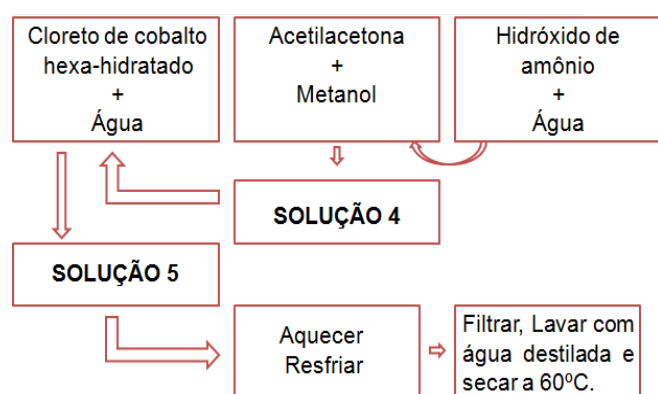 Cloreto de cobalto
hexa-hidratado
+
Água
Acetilacetona
+
Metanol
Hidróxido de
amônio
+
Água
SOLUÇÃO 4
SOLUÇÃO 5
Aquecer
Resfriar
Filtrar, Lavar com
água destilada e
secar a 60ºC.